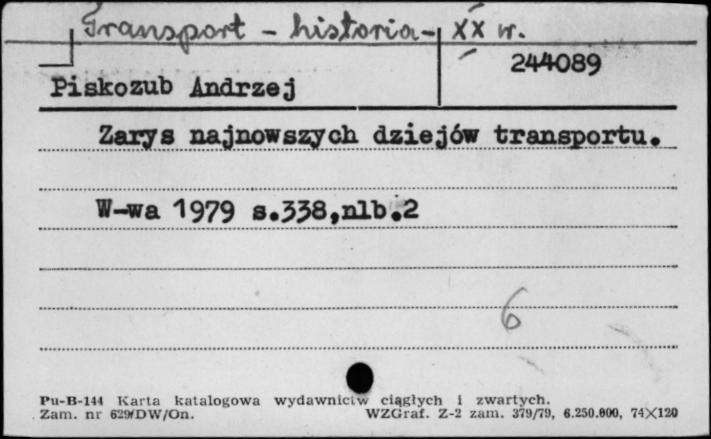 Transport - historia - XX w.
244089
Piskozub Andrzej
Zarys najnowszych dziejów transportu.
W-wa 1979 s.338,nlb.2
6
Pu-B-144 Karta katalogowa wydawnictw ciągłych i zwartych.
Zam. nr 629/DW/On. WZGraf. Z-2 zam. 379/79, 6.250.000, 74X120